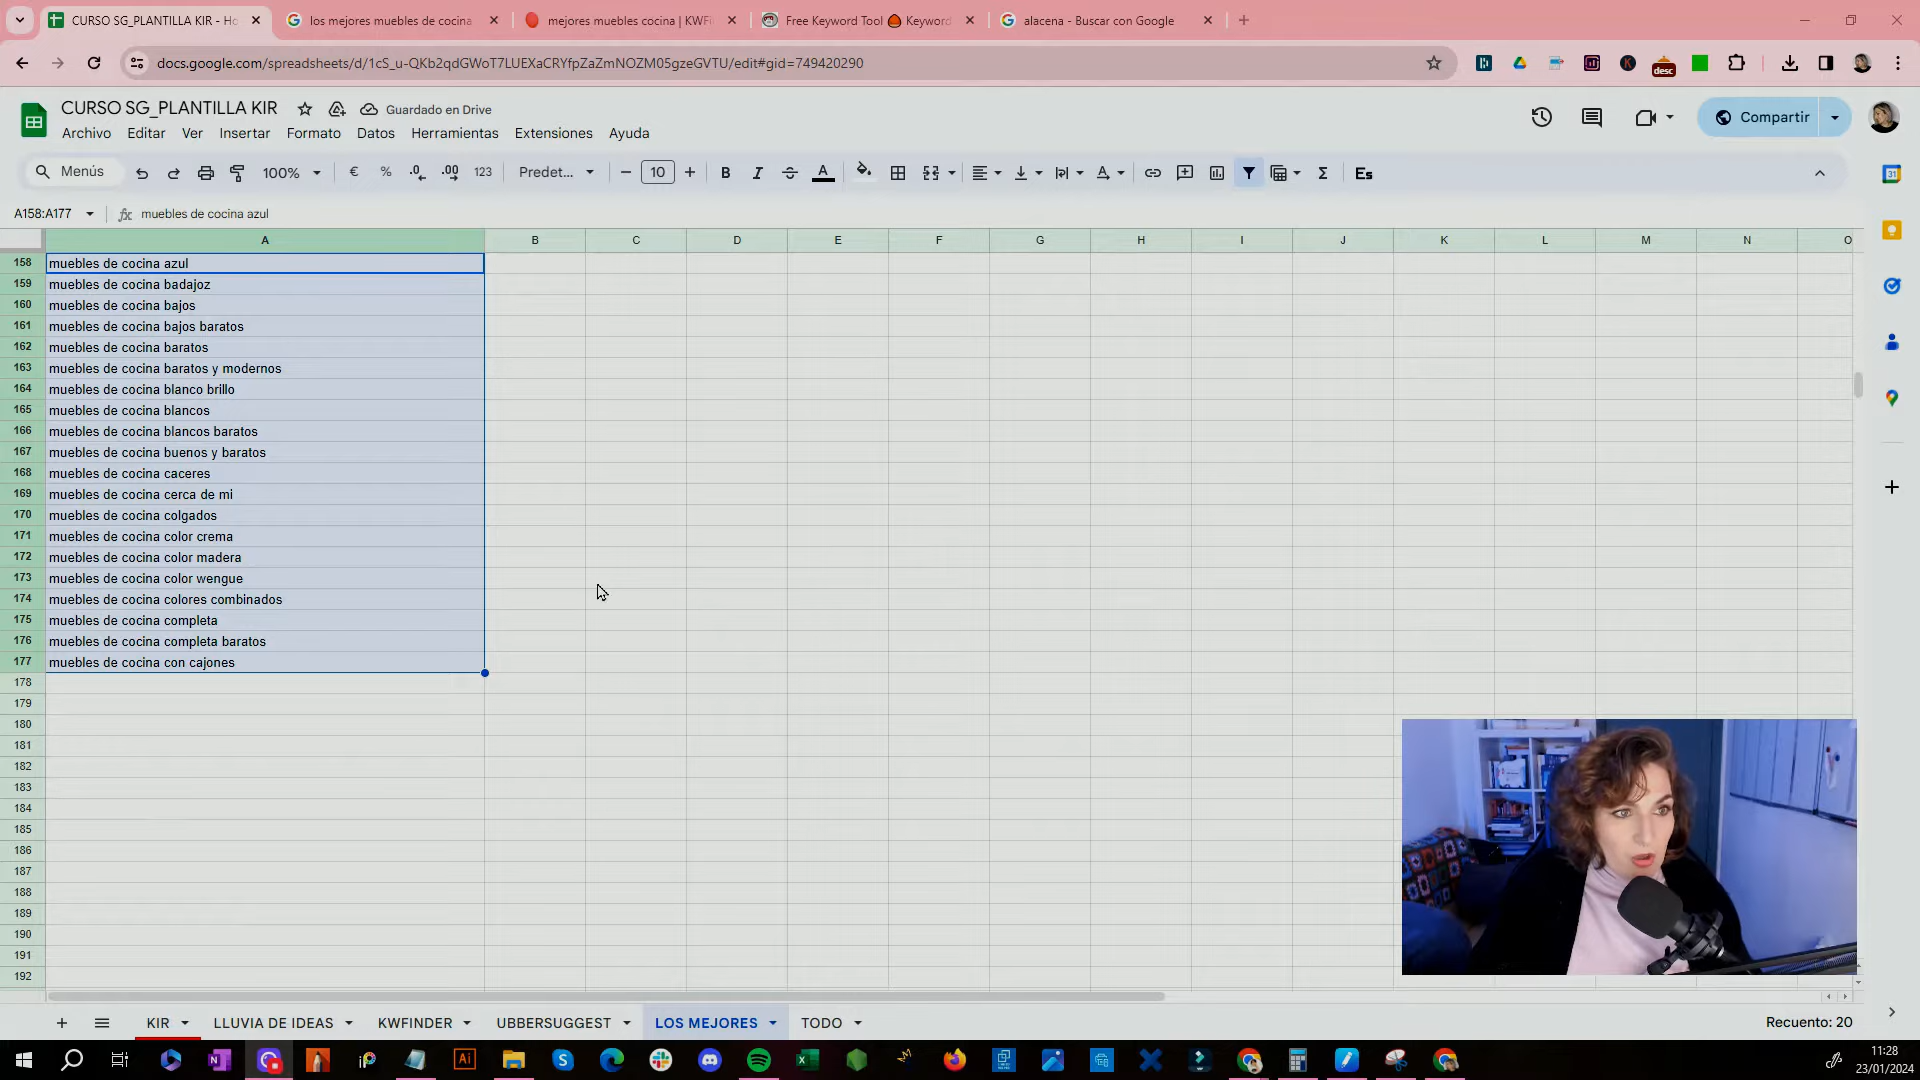 CURSO SG_PLANTILLA KIR - Ho
los mejores muebles de cocina
mejores muebles cocina | KWFi
Free Keyword Tool
Keyword
alacena - Buscar con Google
docs.google.com/spreadsheets/d/1cS_u-QKb2qdGWoT7LUEXaCRYfpZaZmNOZM05gzeGVTU/edit#gid=749420290
desc
CURSO SG_PLANTILLA KIR
Guardado en Drive
Archivo Editar Ver Insertar Formato Datos Herramientas Extensiones Ayuda
Compartir
Menús
100%
€ % .0 .00 123
Predet...
10
B I A
Σ
Es
31
A158:A177
fx muebles de cocina azul
A B C D E F G H I J K L M N O
158 muebles de cocina azul
159 muebles de cocina badajoz
160 muebles de cocina bajos
161 muebles de cocina bajos baratos
162 muebles de cocina baratos
163 muebles de cocina baratos y modernos
164 muebles de cocina blanco brillo
165 muebles de cocina blancos
166 muebles de cocina blancos baratos
167 muebles de cocina buenos y baratos
168 muebles de cocina caceres
169 muebles de cocina cerca de mi
170 muebles de cocina colgados
171 muebles de cocina color crema
172 muebles de cocina color madera
173 muebles de cocina color wengue
174 muebles de cocina colores combinados
175 muebles de cocina completa
176 muebles de cocina completa baratos
177 muebles de cocina con cajones
178
179
180
181
182
183
184
185
186
187
188
189
190
191
192
KIR LLUVIA DE IDEAS KWFINDER UBBERSUGGEST LOS MEJORES TODO
Recuento: 20
Ai
11:28
23/01/2024